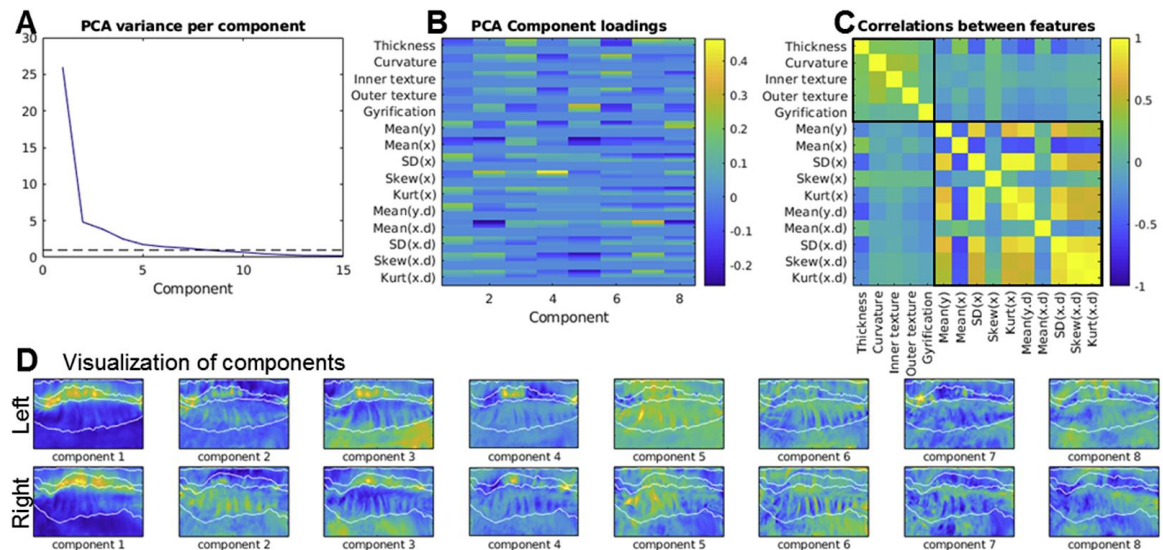 A
PCA variance per component
30
25
20
15
10
5
0
0 5 10 15
Component
B
PCA Component loadings
Thickness
Curvature
Inner texture
Outer texture
Gyrification
Mean(y)
Mean(x)
SD(x)
Skew(x)
Kurt(x)
Mean(y.d)
Mean(x.d)
SD(x.d)
Skew(x.d)
Kurt(x.d)
2 4 6 8
Component
0.4
0.3
0.2
0.1
0
-0.1
-0.2
C
Correlations between features
Thickness
Curvature
Inner texture
Outer texture
Gyrification
Mean(y)
Mean(x)
SD(x)
Skew(x)
Kurt(x)
Mean(y.d)
Mean(x.d)
SD(x.d)
Skew(x.d)
Kurt(x.d)
Thickness
Curvature
Inner texture
Outer texture
Gyrification
Mean(y)
Mean(x)
SD(x)
Skew(x)
Kurt(x)
Mean(y.d)
Mean(x.d)
SD(x.d)
Skew(x.d)
Kurt(x.d)
1
0.5
0
-0.5
-1
D Visualization of components
Left
component 1 component 2 component 3 component 4 component 5 component 6 component 7 component 8
Right
component 1 component 2 component 3 component 4 component 5 component 6 component 7 component 8